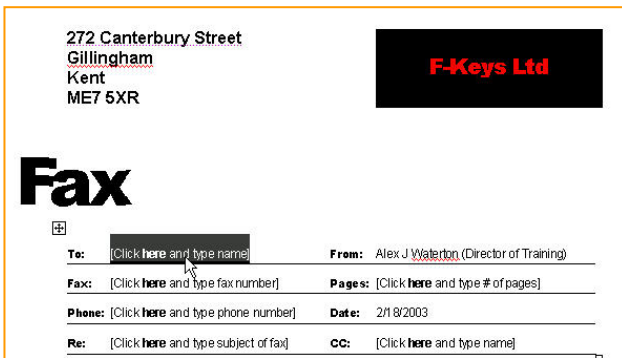 272 Canterbury Street
Gillingham
Kent
ME7 5XR
F-Keys Ltd
Fax
To: [Click here and type name] From: Alex J Waterton (Director of Training)
Fax: [Click here and type fax number] Pages: [Click here and type # of pages]
Phone: [Click here and type phone number] Date: 2/18/2003
Re: [Click here and type subject of fax] CC: [Click here and type name]